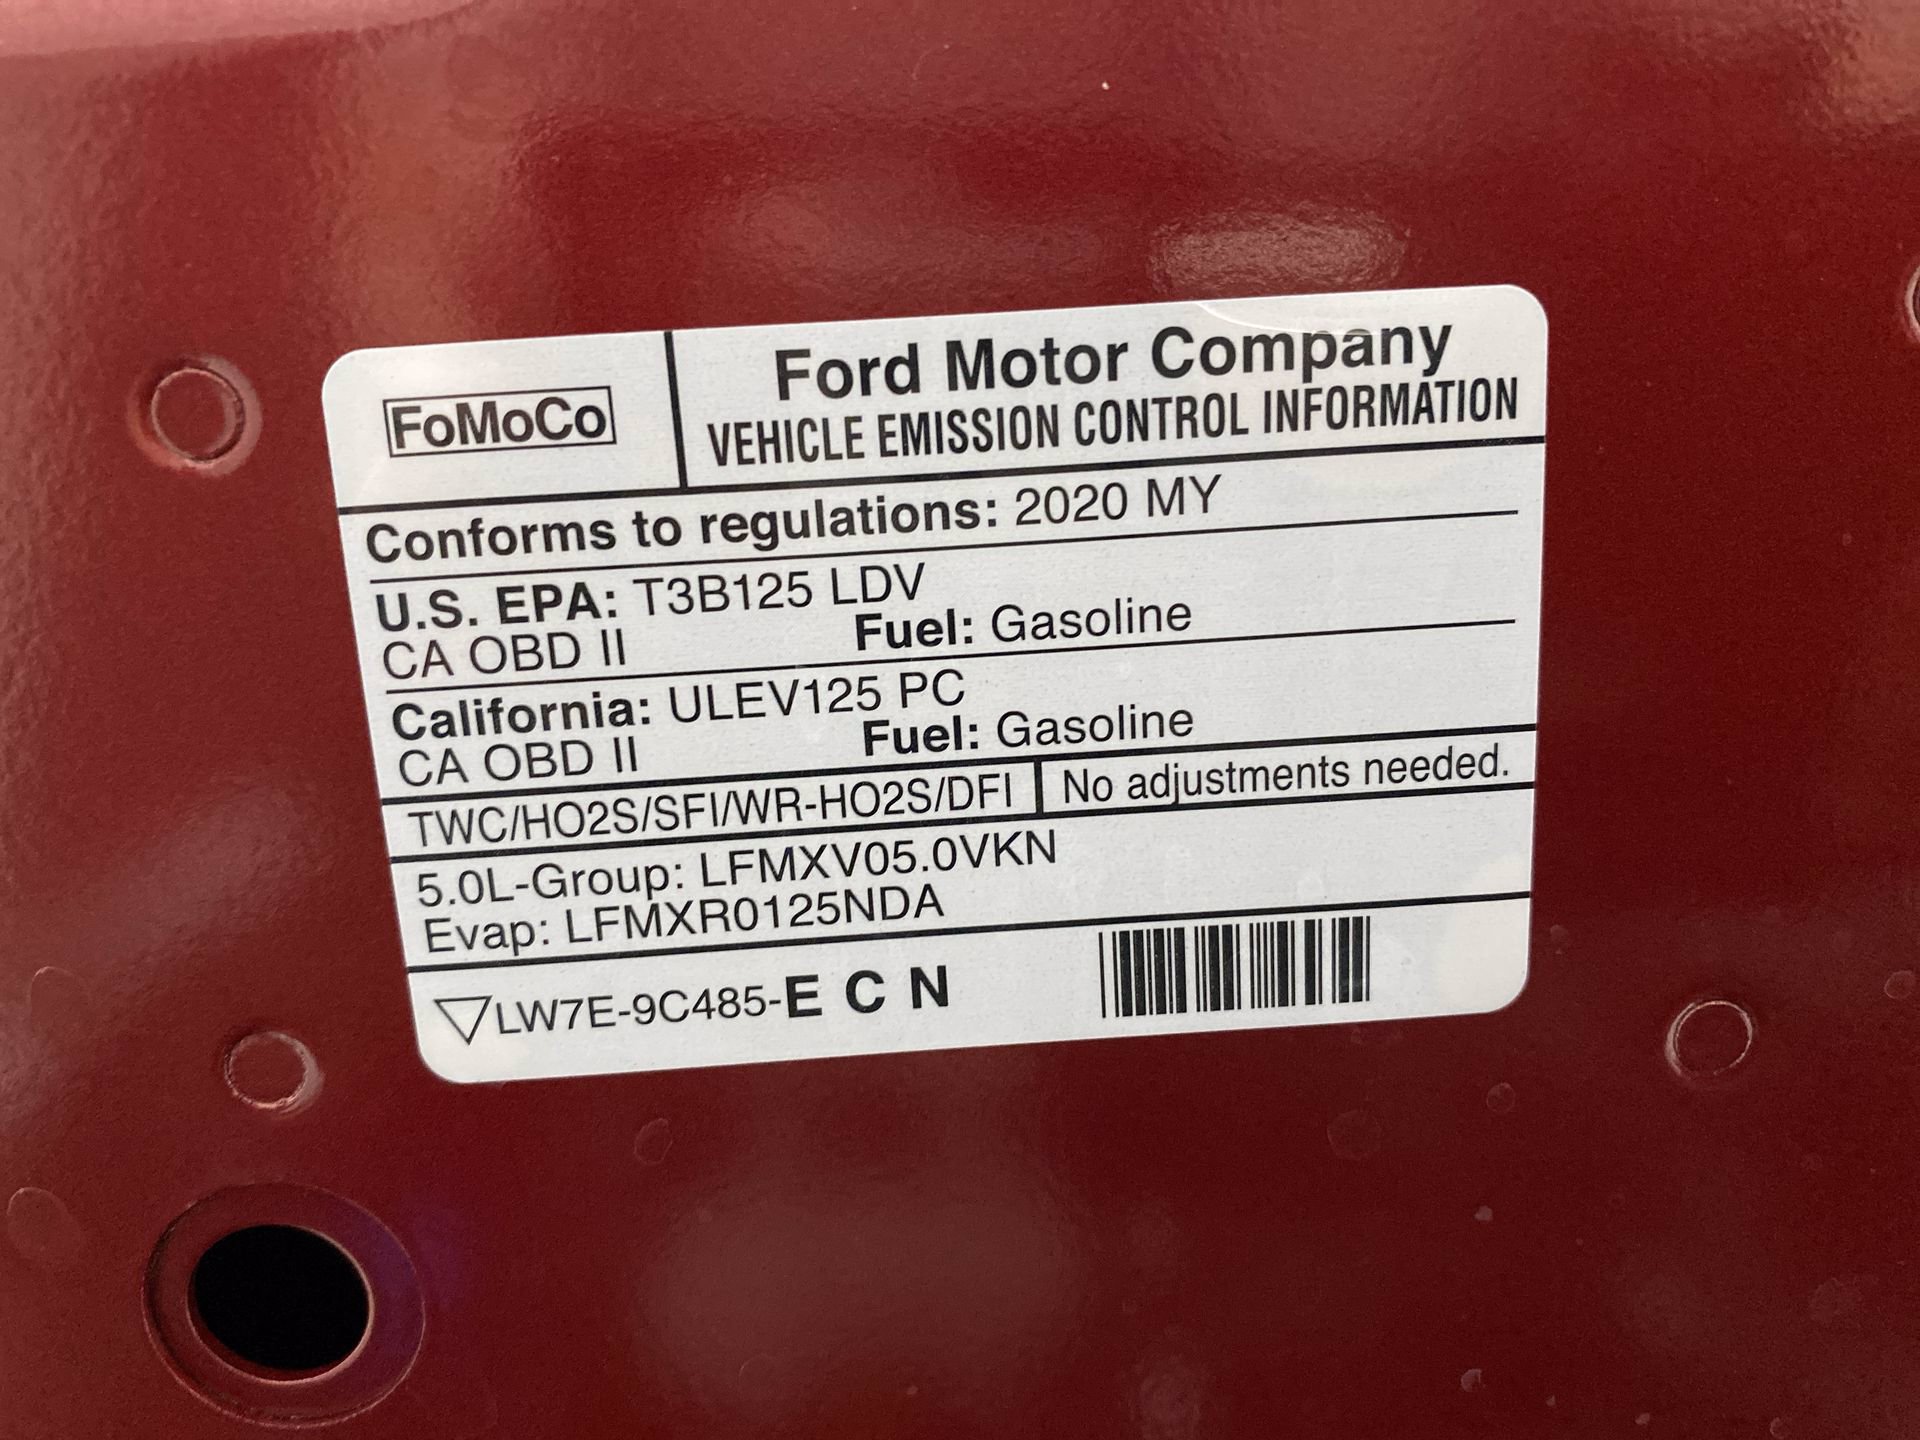 FoMoCo
Ford Motor Company
VEHICLE EMISSION CONTROL INFORMATION
Conforms to regulations: 2020 MY
U.S. EPA: T3B125 LDV
CA OBD II Fuel: Gasoline
California: ULEV125 PC
CA OBD II Fuel: Gasoline
TWC/HO2S/SFI/WR-HO2S/DFI No adjustments needed.
5.0L-Group: LFMXV05.0VKN
Evap: LFMXR0125NDA
LW7E-9C485-E C N